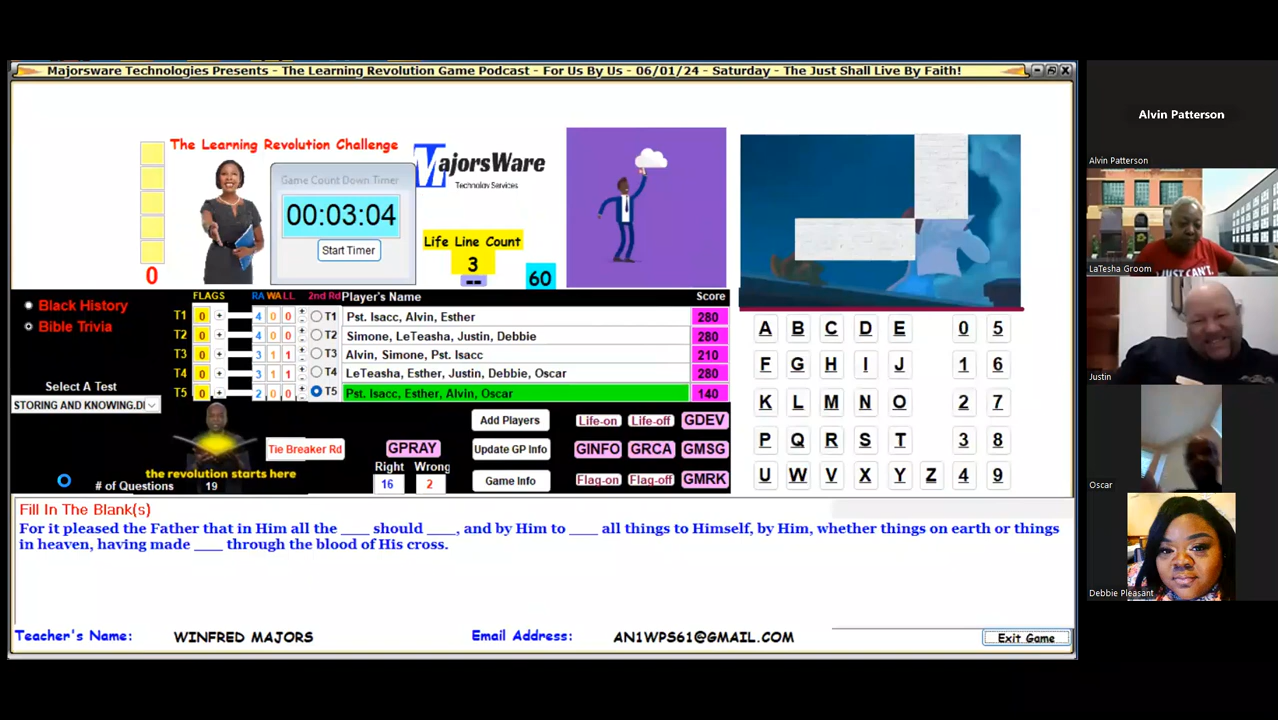 Majorsware Technologies Presents - The Learning Revolution Game Podcast - For Us By Us - 06/01/24 - Saturday - The Just Shall Live By Faith!
Alvin Patterson
Alvin Patterson
The Learning Revolution Challenge
Game Count Down Timer
00:03:04
Start Timer
0
MajorsWare
Technology Services
Life Line Count
3
--
60
LaTesha Groom
I JUST CAN'T.
Black History
Bible Trivia
FLAGS RA WA LL 2nd Rd Player's Name Score
T1 0 + 4 0 0 T1 Pst. Isacc, Alvin, Esther 280
T2 0 + 4 0 0 T2 Simone, LeTeasha, Justin, Debbie 280
T3 0 + 3 1 1 T3 Alvin, Simone, Pst. Isacc 210
T4 0 + 3 1 1 T4 LeTeasha, Esther, Justin, Debbie, Oscar 280
T5 0 + 2 0 0 T5 Pst. Isacc, Esther, Alvin, Oscar 140
Select A Test
STORING AND KNOWING.DI
the revolution starts here
# of Questions 19
Tie Breaker Rd
GPRAY
Right Wrong
16 2
Add Players
Update GP Info
Game Info
Life-on Life-off GDEV
GINFO GRCA GMSG
Flag-on Flag-off GMRK
A B C D E 0 5
F G H I J 1 6
K L M N O 2 7
P Q R S T 3 8
U W V X Y Z 4 9
Justin
Oscar
Debbie Pleasant
Fill In The Blank(s)
For it pleased the Father that in Him all the ____ should ____, and by Him to ____ all things to Himself, by Him, whether things on earth or things
in heaven, having made ____ through the blood of His cross.
Teacher's Name: WINFRED MAJORS Email Address: AN1WPS61@GMAIL.COM
Exit Game